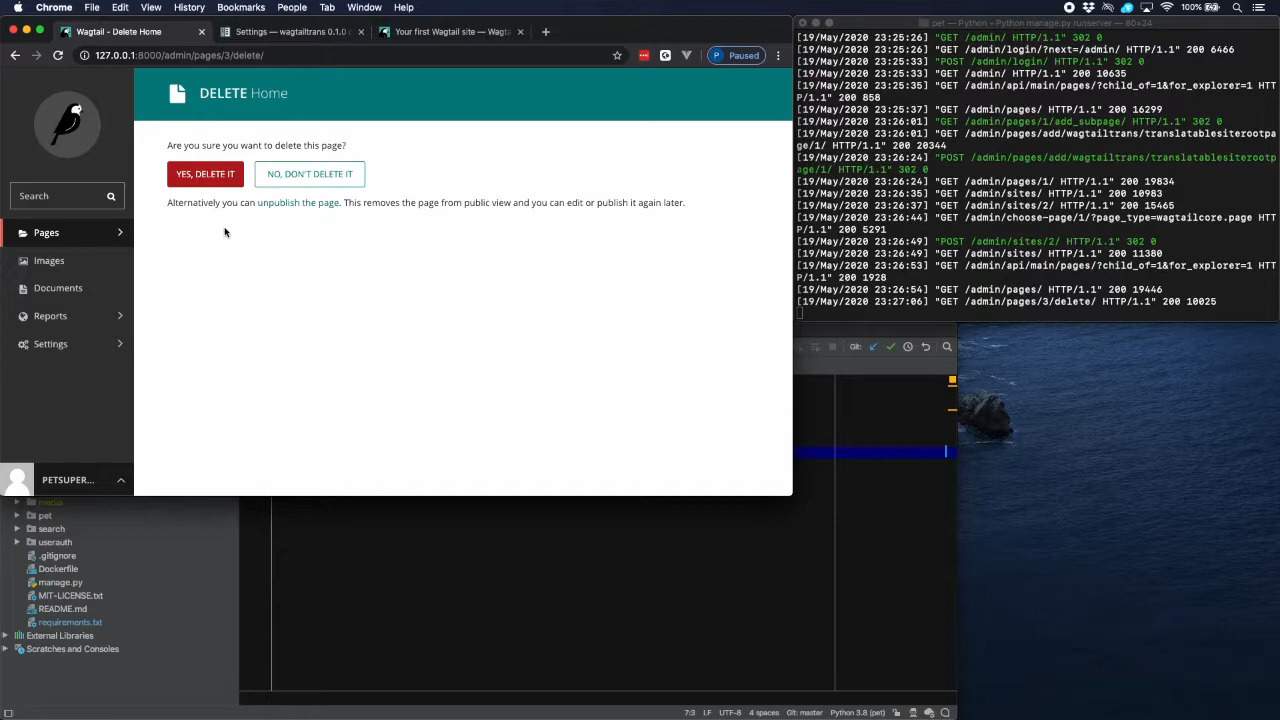 Chrome File Edit View History Bookmarks People Tab Window Help 100%
Wagtail - Delete Home
Settings — wagtailtrans 0.1.0 d
Your first Wagtail site — Wagta
127.0.0.1:8000/admin/pages/3/delete/
P Paused
DELETE Home
Are you sure you want to delete this page?
YES, DELETE IT
NO, DON'T DELETE IT
Alternatively you can unpublish the page. This removes the page from public view and you can edit or publish it again later.
Search
Pages
Images
Documents
Reports
Settings
PETSUPER...
pet — Python ‹ Python manage.py runserver — 80×24
[19/May/2020 23:25:26] "GET /admin/ HTTP/1.1" 302 0
[19/May/2020 23:25:26] "GET /admin/login/?next=/admin/ HTTP/1.1" 200 6466
[19/May/2020 23:25:33] "POST /admin/login/ HTTP/1.1" 302 0
[19/May/2020 23:25:33] "GET /admin/ HTTP/1.1" 200 10635
[19/May/2020 23:25:33] "GET /admin/api/main/pages/?child_of=1&for_explorer=1 HTT
P/1.1" 200 858
[19/May/2020 23:25:37] "GET /admin/pages/ HTTP/1.1" 200 16299
[19/May/2020 23:26:01] "GET /admin/pages/1/add_subpage/ HTTP/1.1" 302 0
[19/May/2020 23:26:01] "GET /admin/pages/add/wagtailtrans/translatablesiterootpa
ge/1/ HTTP/1.1" 200 20344
[19/May/2020 23:26:24] "POST /admin/pages/add/wagtailtrans/translatablesiterootp
age/1/ HTTP/1.1" 302 0
[19/May/2020 23:26:24] "GET /admin/pages/1/ HTTP/1.1" 200 19834
[19/May/2020 23:26:35] "GET /admin/sites/ HTTP/1.1" 200 10983
[19/May/2020 23:26:37] "GET /admin/sites/2/ HTTP/1.1" 200 15465
[19/May/2020 23:26:44] "GET /admin/choose-page/1/?page_type=wagtailcore.page HTT
P/1.1" 200 5291
[19/May/2020 23:26:49] "POST /admin/sites/2/ HTTP/1.1" 302 0
[19/May/2020 23:26:49] "GET /admin/sites/ HTTP/1.1" 200 11380
[19/May/2020 23:26:53] "GET /admin/api/main/pages/?child_of=1&for_explorer=1 HTT
P/1.1" 200 1928
[19/May/2020 23:26:54] "GET /admin/pages/ HTTP/1.1" 200 19446
[19/May/2020 23:27:06] "GET /admin/pages/3/delete/ HTTP/1.1" 200 10025
Git:
media
pet
search
userauth
.gitignore
Dockerfile
manage.py
MIT-LICENSE.txt
README.md
requirements.txt
External Libraries
Scratches and Consoles
7:3 LF UTF-8 4 spaces Git: master Python 3.8 (pet)